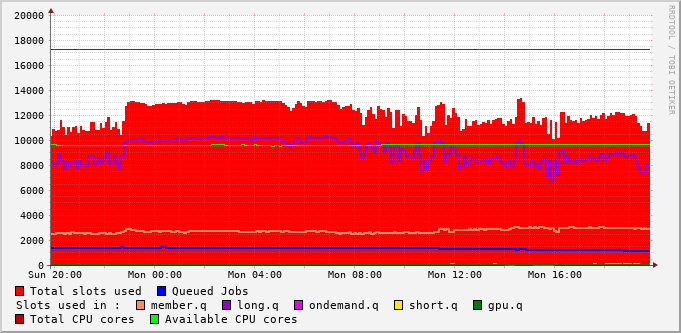 20000
18000
16000
14000
12000
10000
8000
6000
4000
2000
0
Sun 20:00 Mon 00:00 Mon 04:00 Mon 08:00 Mon 12:00 Mon 16:00
RRDTOOL / TOBI OETIKER
Total slots used Queued Jobs
Slots used in : member.q long.q ondemand.q short.q gpu.q
Total CPU cores Available CPU cores